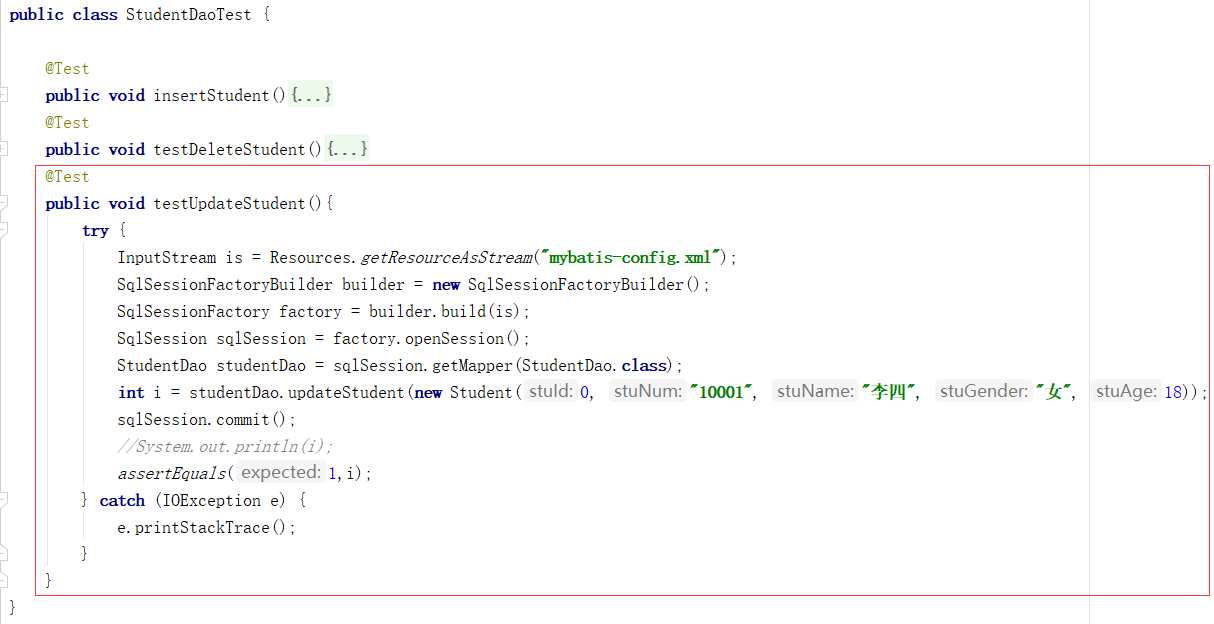 public class StudentDaoTest {
@Test
public void insertStudent(){...}
@Test
public void testDeleteStudent(){...}
@Test
public void testUpdateStudent(){
try {
InputStream is = Resources.getResourceAsStream("mybatis-config.xml");
SqlSessionFactoryBuilder builder = new SqlSessionFactoryBuilder();
SqlSessionFactory factory = builder.build(is);
SqlSession sqlSession = factory.openSession();
StudentDao studentDao = sqlSession.getMapper(StudentDao.class);
int i = studentDao.updateStudent(new Student( stuId: 0, stuNum: "10001", stuName: "李四", stuGender: "女", stuAge: 18));
sqlSession.commit();
//System.out.println(i);
assertEquals( expected: 1,i);
} catch (IOException e) {
e.printStackTrace();
}
}
}